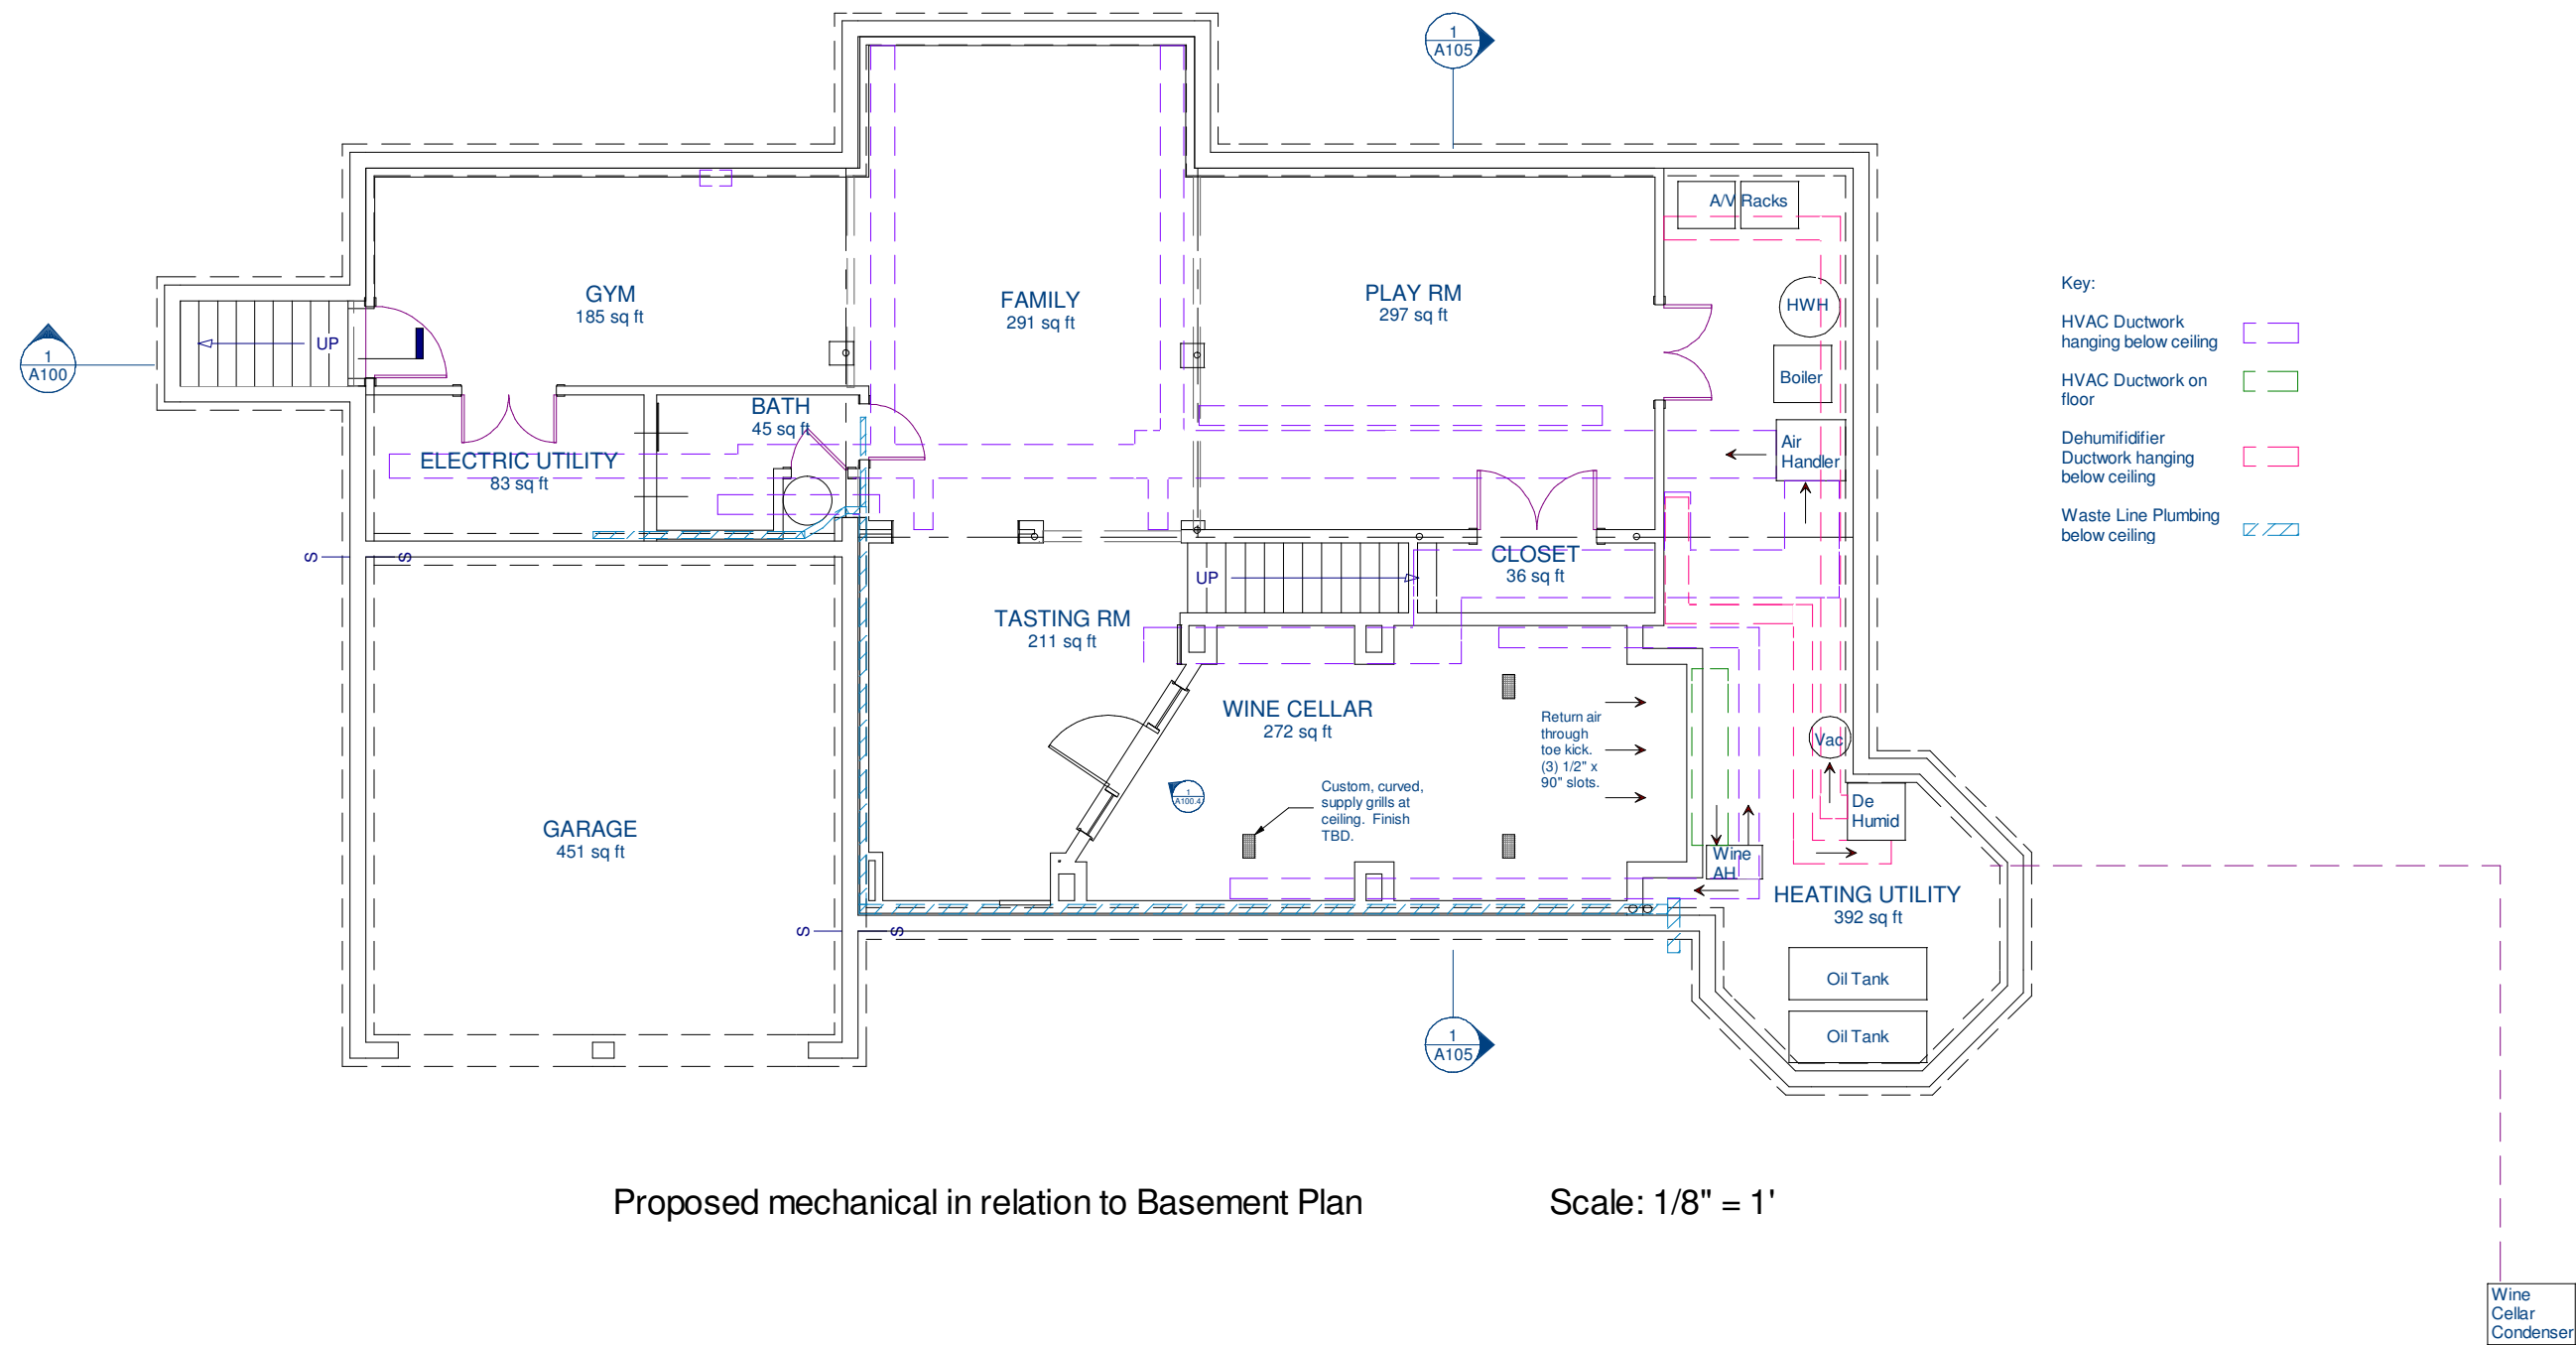 1
A105
A/V Racks
GYM
185 sq ft
FAMILY
291 sq ft
PLAY RM
297 sq ft
HWH
UP
1
A100
Boiler
BATH
45 sq ft
Air
Handler
ELECTRIC UTILITY
83 sq ft
Key:
HVAC Ductwork
hanging below ceiling
HVAC Ductwork on
floor
Dehumifidifier
Ductwork hanging
below ceiling
Waste Line Plumbing
below ceiling
S
S
UP
CLOSET
36 sq ft
TASTING RM
211 sq ft
WINE CELLAR
272 sq ft
Return air
through
toe kick.
(3) 1/2" x
90" slots.
Vac
1
A100.4
Custom, curved,
supply grills at
ceiling. Finish
TBD.
De
Humid
GARAGE
451 sq ft
Wine
AH
HEATING UTILITY
392 sq ft
S
S
Oil Tank
Oil Tank
1
A105
Proposed mechanical in relation to Basement Plan
Scale: 1/8" = 1'
Wine
Cellar
Condenser